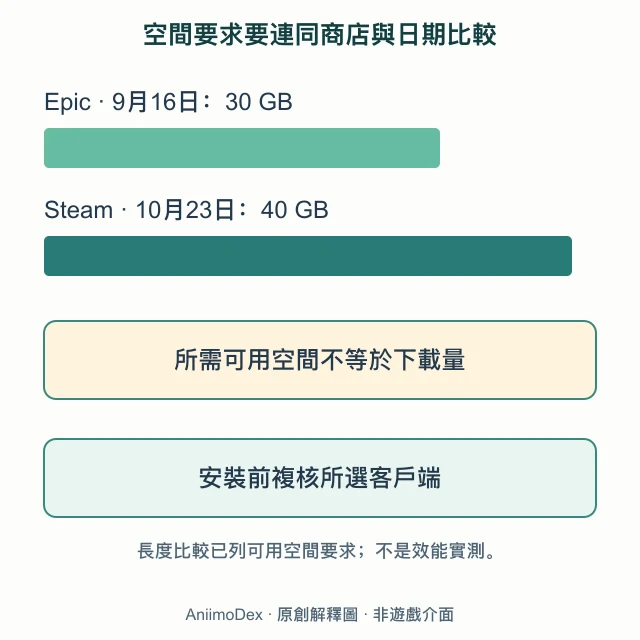 空間要求要連同商店與日期比較
Epic · 9月16日：30 GB
Steam · 10月23日：40 GB
所需可用空間不等於下載量
安裝前複核所選客戶端
長度比較已列可用空間要求；不是效能實測。
AniimoDex · 原創解釋圖 · 非遊戲介面